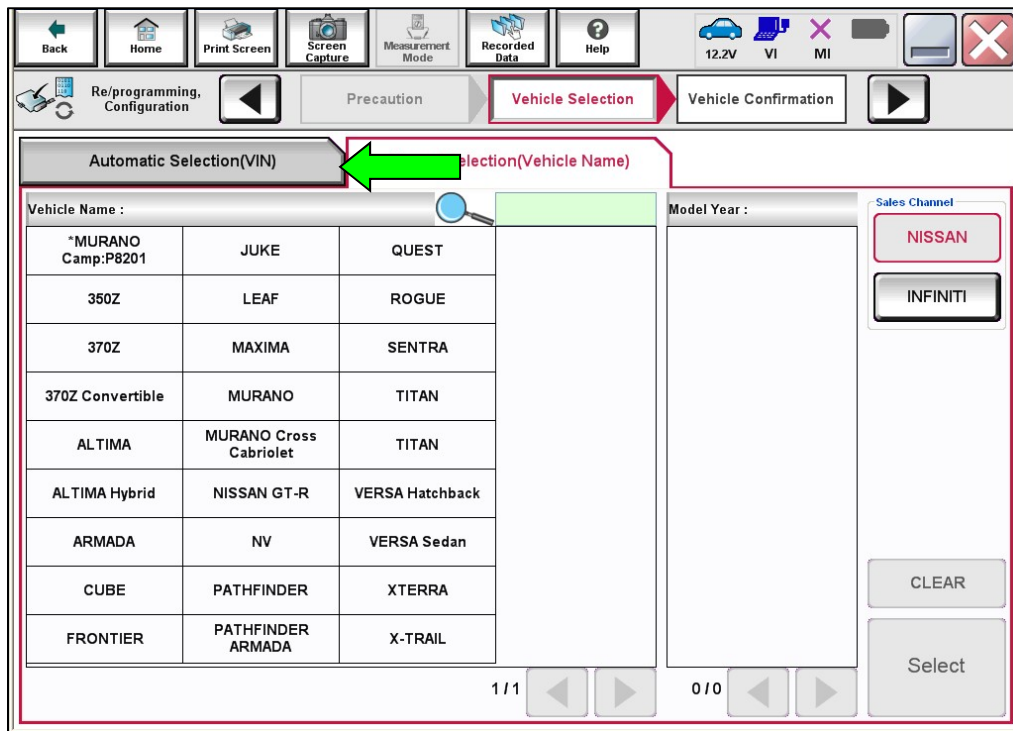 Back
Home
Print Screen
Screen
Capture
Measurement
Mode
Recorded
Data
Help
12.2V
VI
MI
Re/programming,
Configuration
Precaution
Vehicle Selection
Vehicle Confirmation
Automatic Selection(VIN)
(Vehicle Name)
Vehicle Name :
Model Year :
Sales Channel
*MURANO
Camp:P8201
JUKE
QUEST
NISSAN
350Z
LEAF
ROGUE
INFINITI
370Z
MAXIMA
SENTRA
370Z Convertible
MURANO
TITAN
ALTIMA
MURANO Cross
Cabriolet
TITAN
ALTIMA Hybrid
NISSAN GT-R
VERSA Hatchback
ARMADA
NV
VERSA Sedan
CUBE
PATHFINDER
XTERRA
CLEAR
FRONTIER
PATHFINDER
ARMADA
X-TRAIL
Select
1/1
0/0